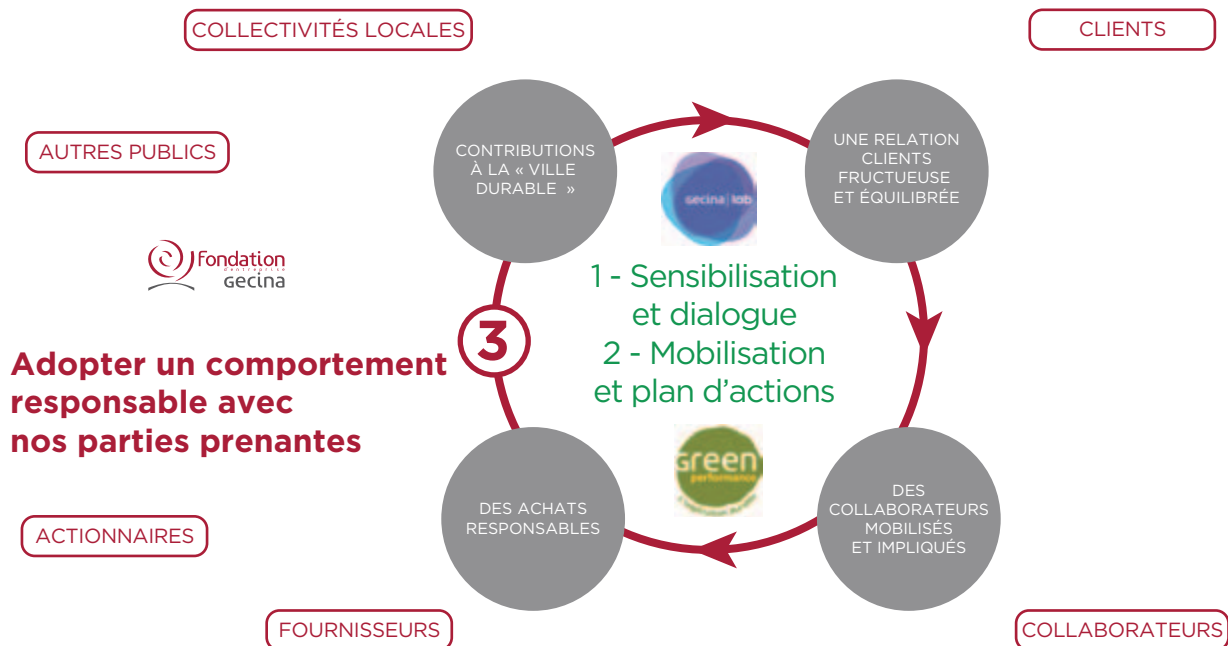 COLLECTIVITÉS LOCALES
CLIENTS
AUTRES PUBLICS
CONTRIBUTIONS
À LA « VILLE
DURABLE »
UNE RELATION
CLIENTS
FRUCTUEUSE
ET ÉQUILIBRÉE
gecina lab
Fondation
d'entreprise
Gecina
1 - Sensibilisation
et dialogue
2 - Mobilisation
et plan d'actions
3
Adopter un comportement
responsable avec
nos parties prenantes
Green
performance
DES ACHATS
RESPONSABLES
DES
COLLABORATEURS
MOBILISÉS
ET IMPLIQUÉS
ACTIONNAIRES
FOURNISSEURS
COLLABORATEURS